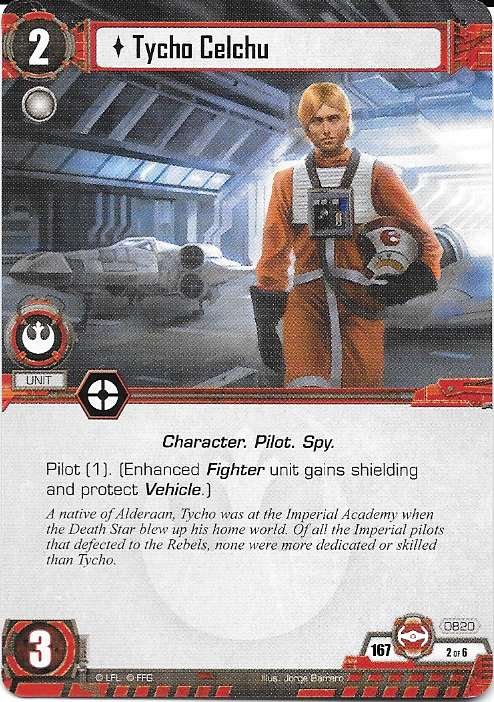 2
Tycho Celchu
UNIT
Character. Pilot. Spy.
Pilot (1). (Enhanced Fighter unit gains shielding
and protect Vehicle.)
A native of Alderaan, Tycho was at the Imperial Academy when
the Death Star blew up his home world. Of all the Imperial pilots
that defected to the Rebels, none were more dedicated or skilled
than Tycho.
3
0820
167
2 OF 6
© LFL © FFG
Illus. Jorge Barrero